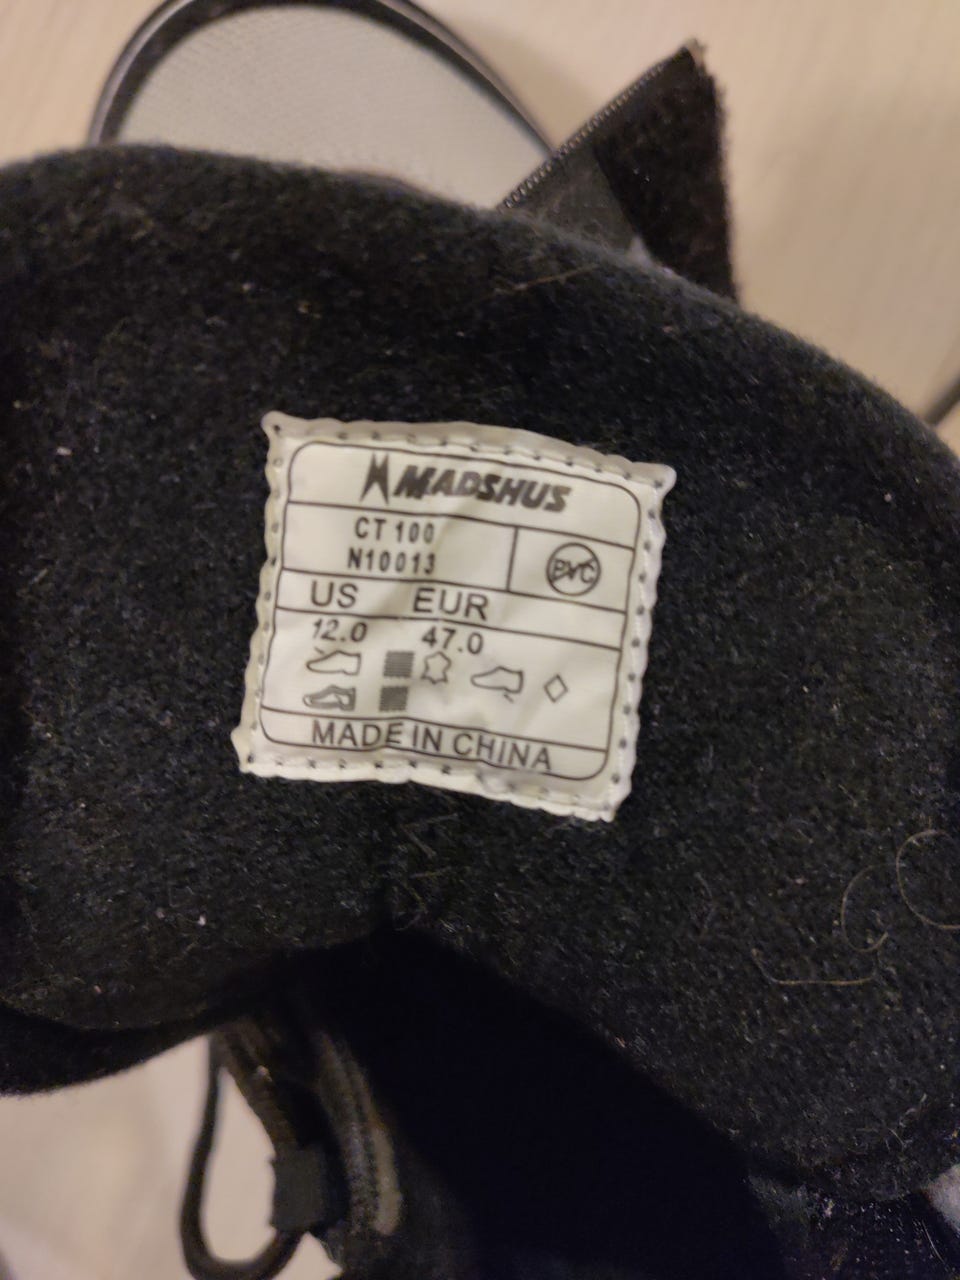 MADSHUS
CT 100
N10013
PVC
US EUR
12.0 47.0
MADE IN CHINA